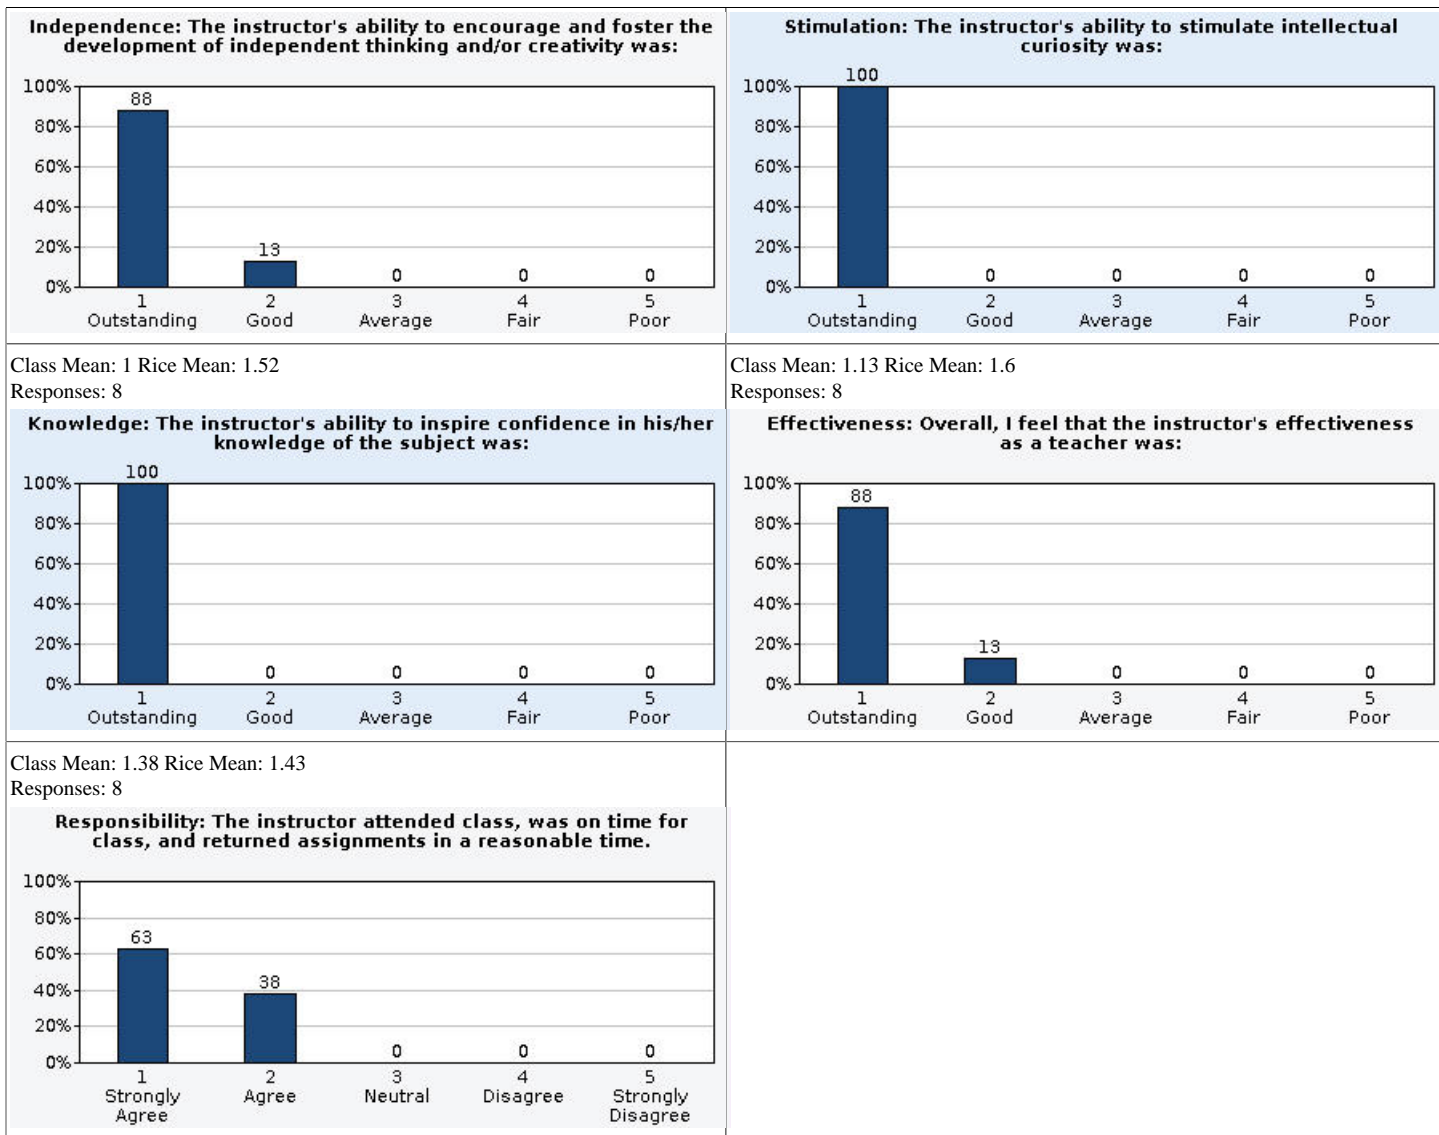 Independence: The instructor's ability to encourage and foster the
development of independent thinking and/or creativity was:
100%
80%
60%
40%
20%
0%
88
13
0
0
0
1
2
3
4
5
Outstanding
Good
Average
Fair
Poor
Stimulation: The instructor's ability to stimulate intellectual
curiosity was:
100%
80%
60%
40%
20%
0%
100
0
0
0
0
1
2
3
4
5
Outstanding
Good
Average
Fair
Poor
Class Mean: 1 Rice Mean: 1.52
Responses: 8
Class Mean: 1.13 Rice Mean: 1.6
Responses: 8
Knowledge: The instructor's ability to inspire confidence in his/her
knowledge of the subject was:
100%
80%
60%
40%
20%
0%
100
0
0
0
0
1
2
3
4
5
Outstanding
Good
Average
Fair
Poor
Effectiveness: Overall, I feel that the instructor's effectiveness
as a teacher was:
100%
80%
60%
40%
20%
0%
88
13
0
0
0
1
2
3
4
5
Outstanding
Good
Average
Fair
Poor
Class Mean: 1.38 Rice Mean: 1.43
Responses: 8
Responsibility: The instructor attended class, was on time for
class, and returned assignments in a reasonable time.
100%
80%
60%
40%
20%
0%
63
38
0
0
0
1
2
3
4
5
Strongly
Agree
Agree
Neutral
Disagree
Strongly
Disagree